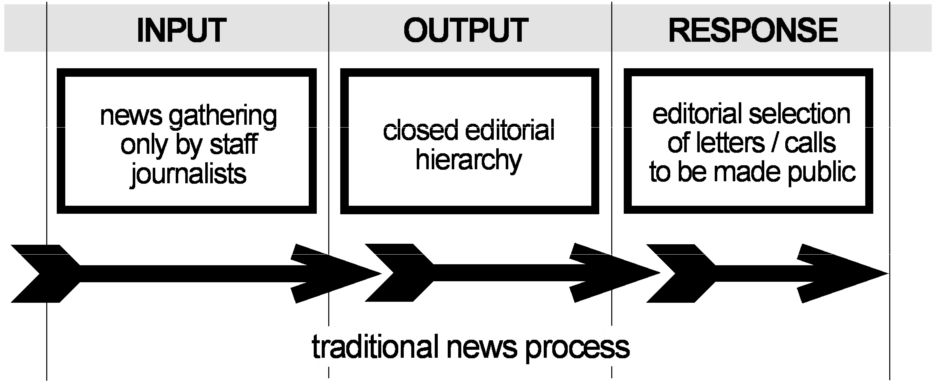 INPUT
OUTPUT
RESPONSE
news gathering
only by staff
journalists
closed editorial
hierarchy
editorial selection
of letters / calls
to be made public
traditional news process